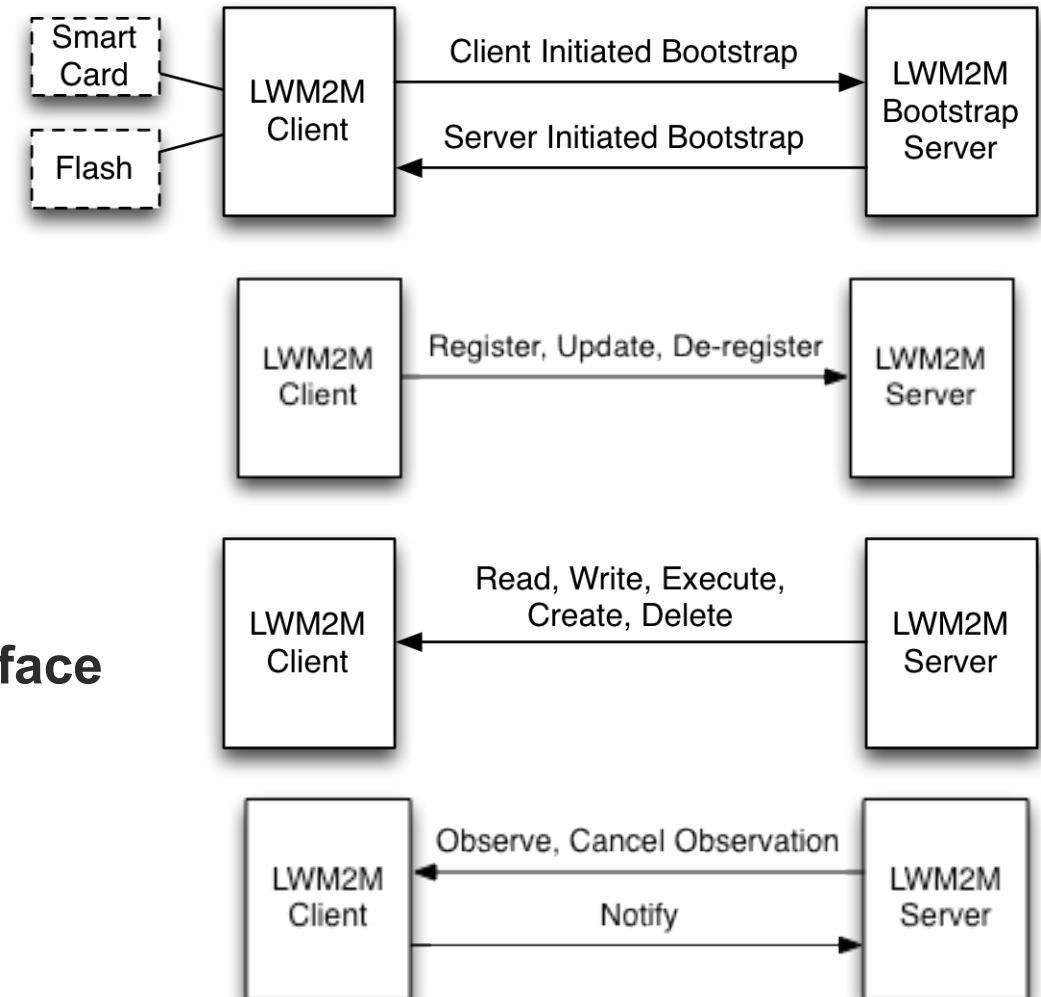 Smart
Card
Flash
LWM2M
Client
Client Initiated Bootstrap
Server Initiated Bootstrap
LWM2M
Bootstrap
Server
LWM2M
Client
Register, Update, De-register
LWM2M
Server
face
LWM2M
Client
Read, Write, Execute,
Create, Delete
LWM2M
Server
LWM2M
Client
Observe, Cancel Observation
Notify
LWM2M
Server